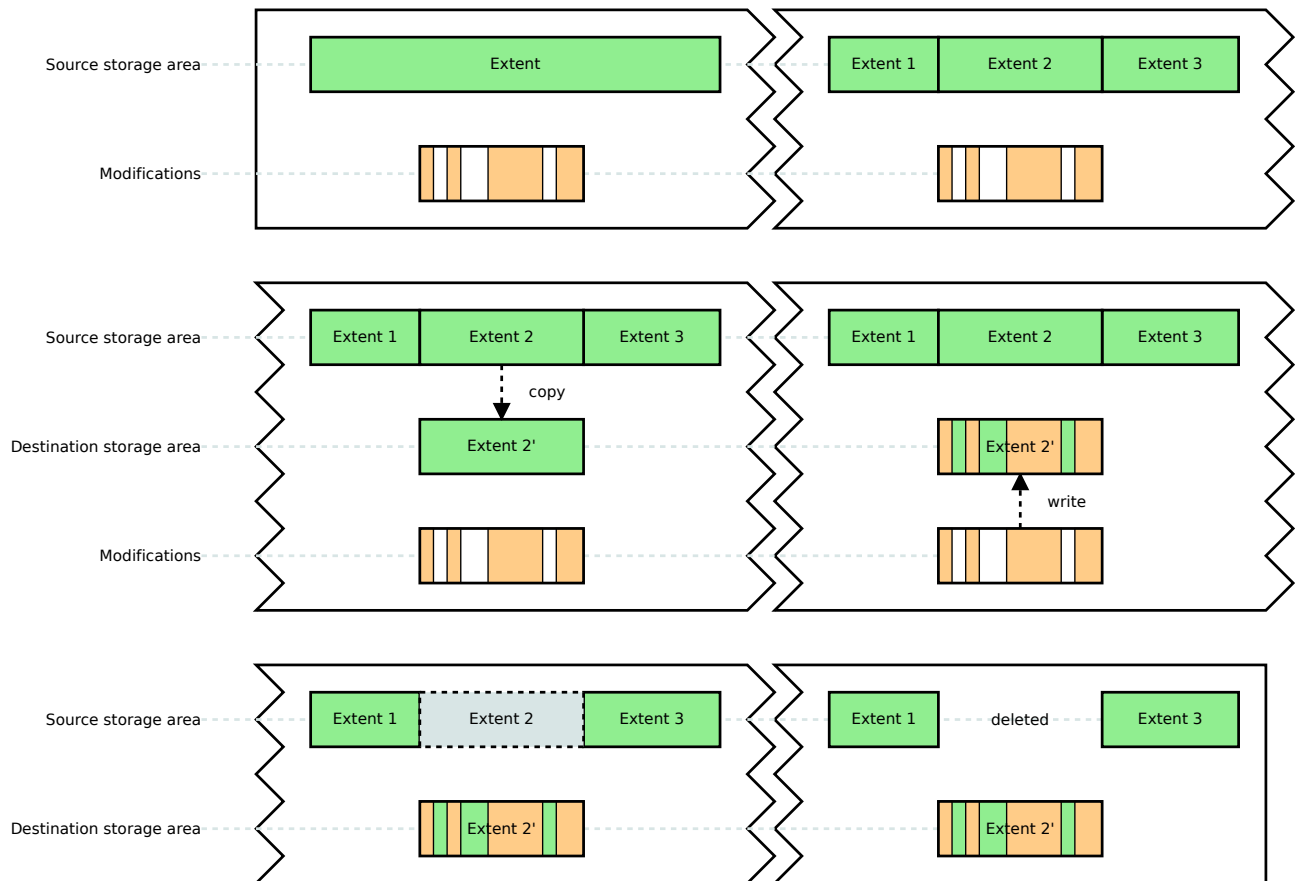 Source storage area Extent Extent 1 Extent 2 Extent 3
Modifications
Source storage area Extent 1 Extent 2 Extent 3 Extent 1 Extent 2 Extent 3
copy
Destination storage area Extent 2' Extent 2'
write
Modifications
Source storage area Extent 1 Extent 2 Extent 3 Extent 1 deleted Extent 3
Destination storage area Extent 2' Extent 2'